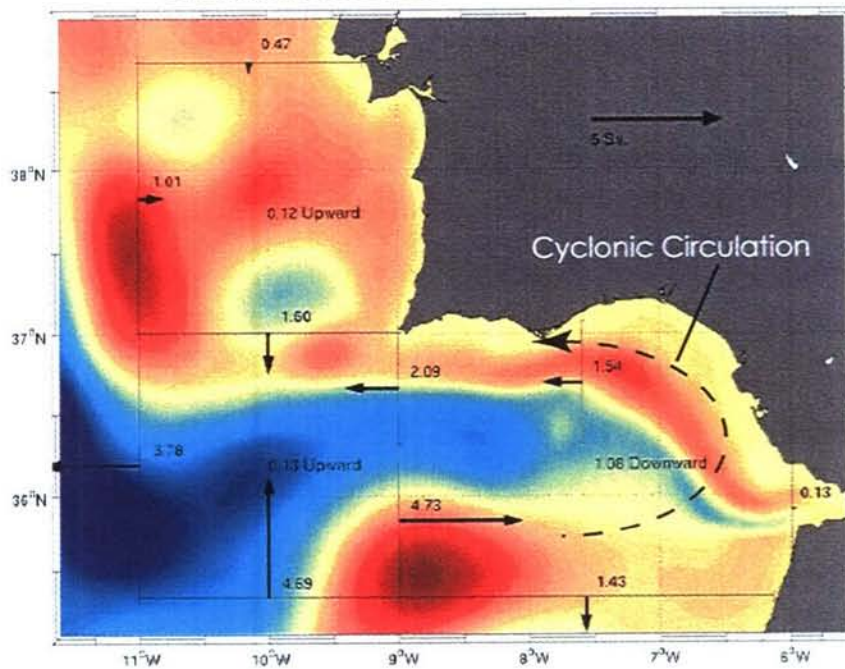 0.47
38°N
1.01
5 Sv.
0.12 Upward
Cyclonic Circulation
1.60
37°N
2.09
1.54
3.78
0.13 Upward
1.06 Downward
36°N
4.73
0.13
4.69
1.43
11°W
10°W
9°W
8°W
7°W
6°W